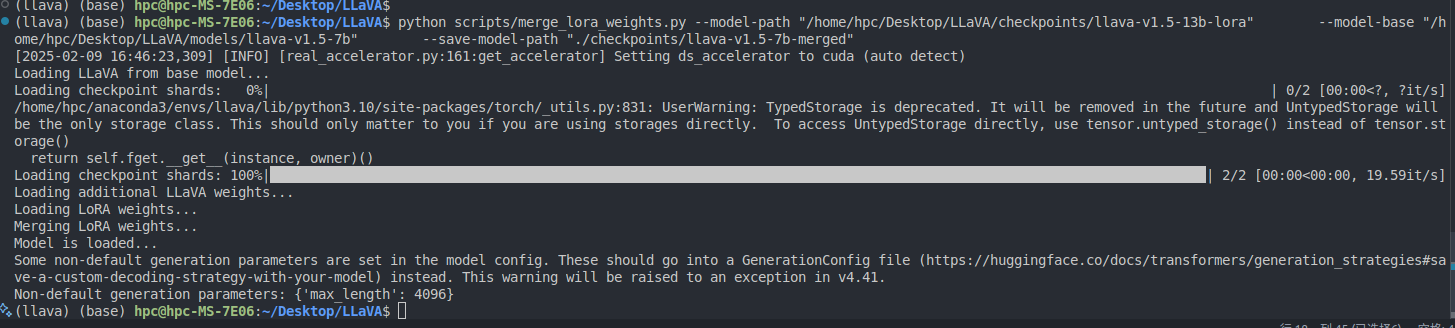 (llava) (base) hpc@hpc-MS-7E06:~/Desktop/LLaVA$
(llava) (base) hpc@hpc-MS-7E06:~/Desktop/LLaVA$ python scripts/merge_lora_weights.py --model-path "/home/hpc/Desktop/LLaVA/checkpoints/llava-v1.5-13b-lora"        --model-base "/h
ome/hpc/Desktop/LLaVA/models/llava-v1.5-7b"        --save-model-path "./checkpoints/llava-v1.5-7b-merged"
[2025-02-09 16:46:23,309] [INFO] [real_accelerator.py:161:get_accelerator] Setting ds_accelerator to cuda (auto detect)
Loading LLaVA from base model...
Loading checkpoint shards:   0%| | 0/2 [00:00<?, ?it/s]
/home/hpc/anaconda3/envs/llava/lib/python3.10/site-packages/torch/_utils.py:831: UserWarning: TypedStorage is deprecated. It will be removed in the future and UntypedStorage will
be the only storage class. This should only matter to you if you are using storages directly.  To access UntypedStorage directly, use tensor.untyped_storage() instead of tensor.st
orage()
  return self.fget.__get__(instance, owner)()
Loading checkpoint shards: 100%| | 2/2 [00:00<00:00, 19.59it/s]
Loading additional LLaVA weights...
Loading LoRA weights...
Merging LoRA weights...
Model is loaded...
Some non-default generation parameters are set in the model config. These should go into a GenerationConfig file (https://huggingface.co/docs/transformers/generation_strategies#sa
ve-a-custom-decoding-strategy-with-your-model) instead. This warning will be raised to an exception in v4.41.
Non-default generation parameters: {'max_length': 4096}
(llava) (base) hpc@hpc-MS-7E06:~/Desktop/LLaVA$